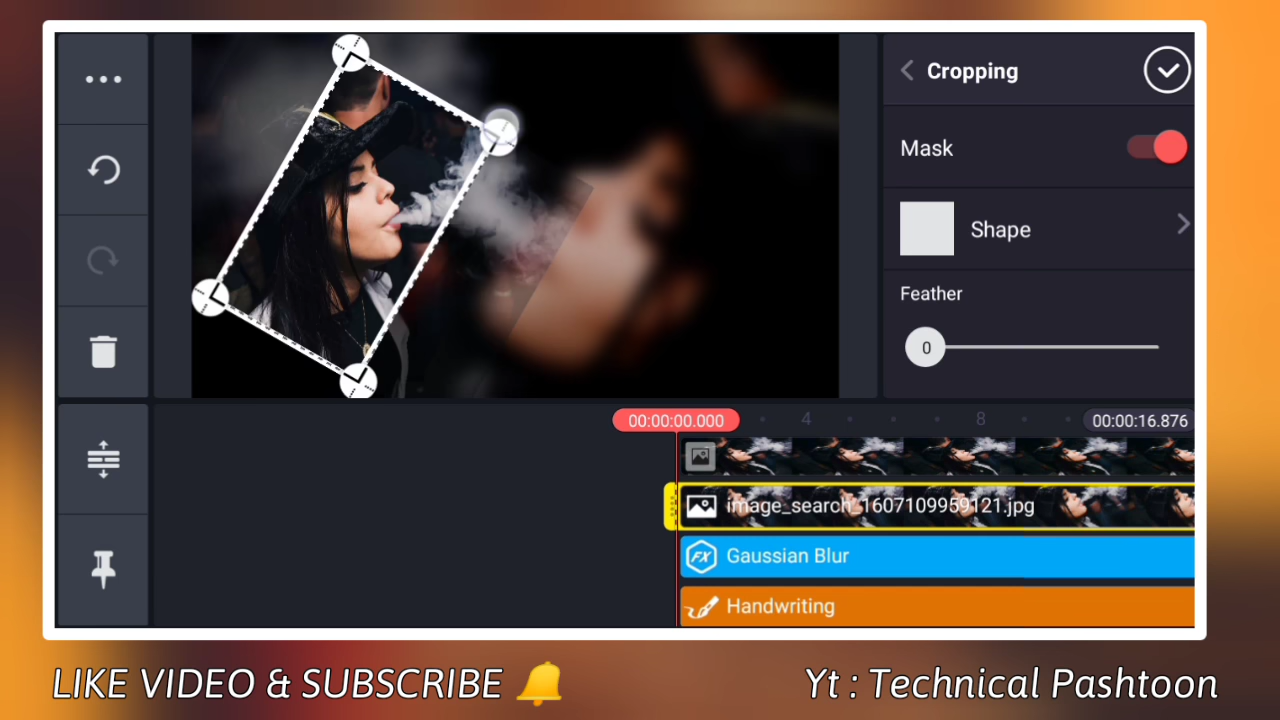 Cropping
Mask
Shape
Feather
0
00:00:00.000
4
8
00:00:16.876
image_search_1607109959121.jpg
FX
Gaussian Blur
Handwriting
LIKE VIDEO & SUBSCRIBE 🔔
Yt : Technical Pashtoon